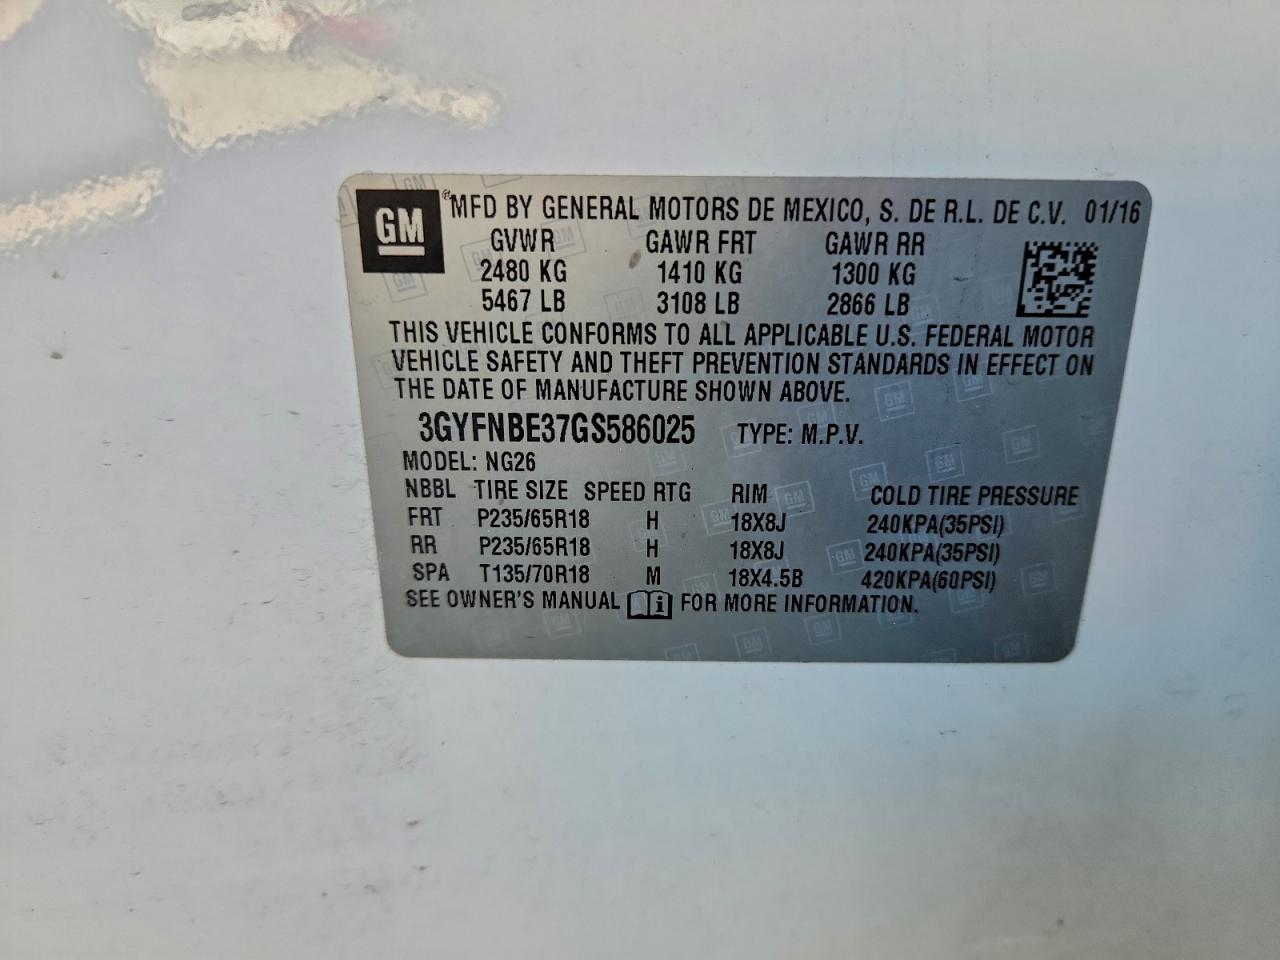 GM ® MFD BY GENERAL MOTORS DE MEXICO, S. DE R.L. DE C.V. 01/16
GVWR GAWR FRT GAWR RR
2480 KG 1410 KG 1300 KG
5467 LB 3108 LB 2866 LB
THIS VEHICLE CONFORMS TO ALL APPLICABLE U.S. FEDERAL MOTOR
VEHICLE SAFETY AND THEFT PREVENTION STANDARDS IN EFFECT ON
THE DATE OF MANUFACTURE SHOWN ABOVE.
3GYFNBE37GS586025 TYPE: M.P.V.
MODEL: NG26
NBBL TIRE SIZE SPEED RTG RIM COLD TIRE PRESSURE
FRT P235/65R18 H 18X8J 240KPA(35PSI)
RR P235/65R18 H 18X8J 240KPA(35PSI)
SPA T135/70R18 M 18X4.5B 420KPA(60PSI)
SEE OWNER'S MANUAL i FOR MORE INFORMATION.